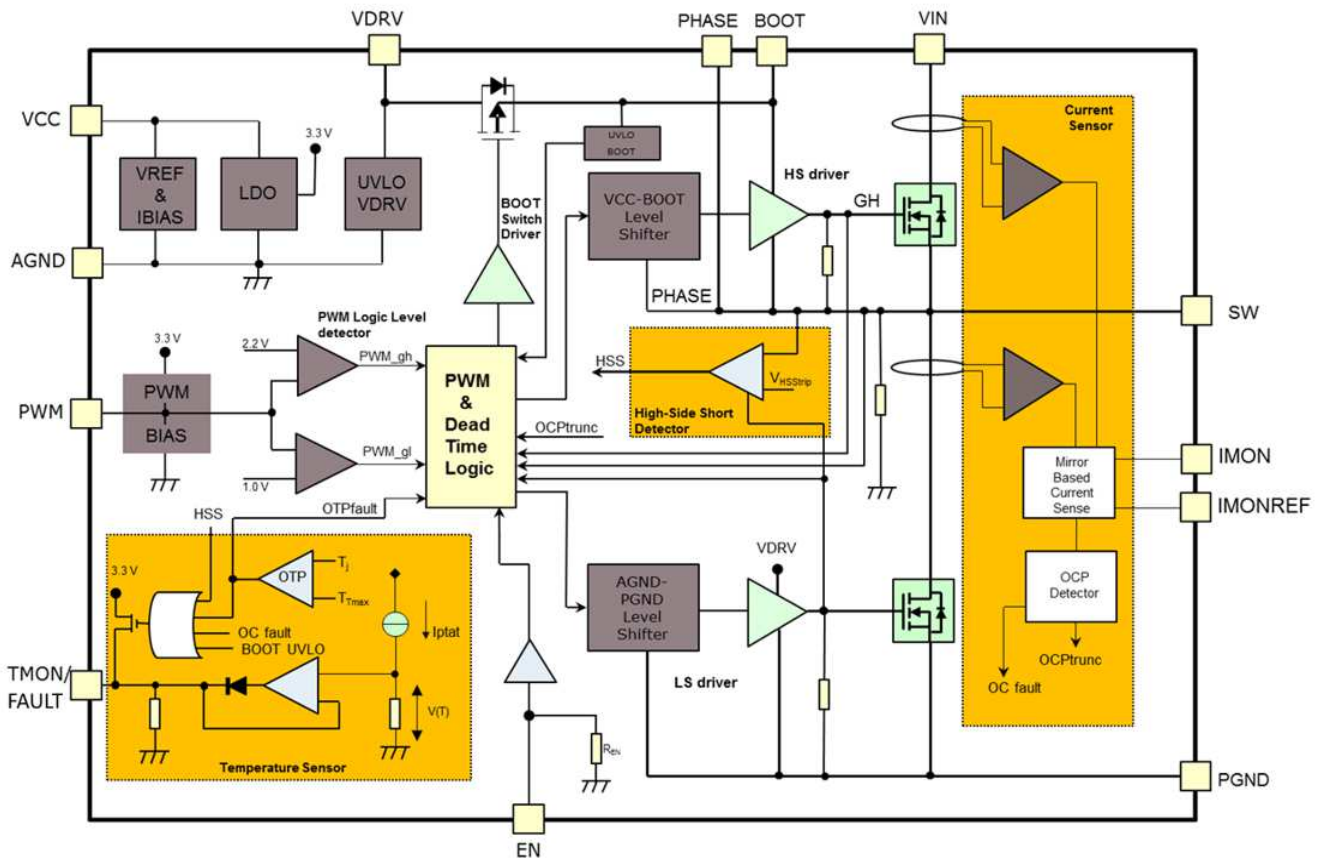 VDRV
PHASE
BOOT
VIN
VCC
3.3 V
Current
Sensor
UVLO
BOOT
VREF
&
IBIAS
LDO
UVLO
VDRV
HS driver
VCC-BOOT
Level
Shifter
GH
BOOT
Switch
Driver
AGND
PHASE
SW
PWM Logic Level
detector
3.3 V
2.2 V
PWM_gh
HSS
VHSStrip
High-Side Short
Detector
PWM
PWM
BIAS
PWM
&
Dead
Time
Logic
OCPtrunc
PWM_gl
1.0 V
IMON
Mirror
Based
Current
Sense
IMONREF
OTPfault
HSS
VDRV
3.3 V
OTP
Tj
TTmax
AGND-
PGND
Level
Shifter
OCP
Detector
Iptat
OC fault
BOOT UVLO
OCPtrunc
OC fault
TMON/
FAULT
LS driver
V(T)
REN
Temperature Sensor
PGND
EN